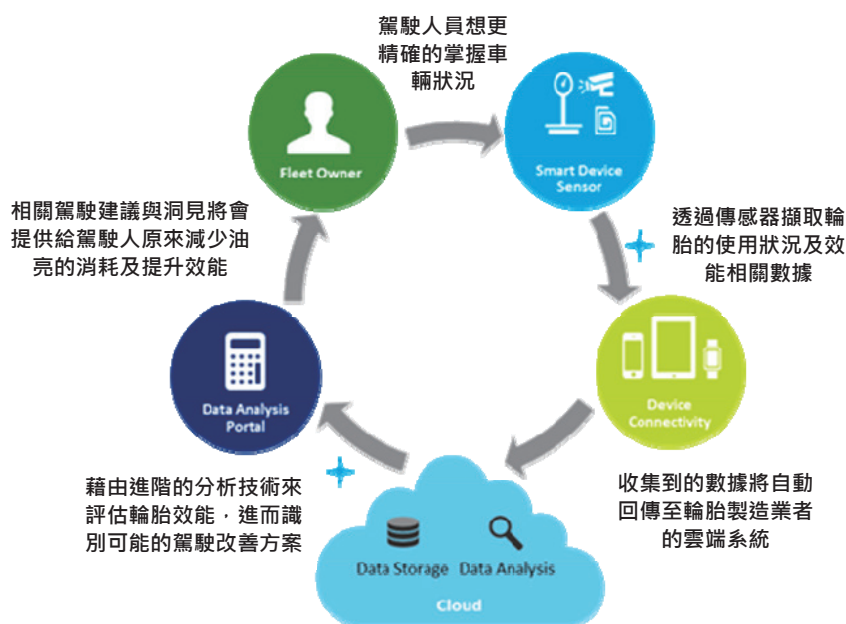 駕駛人員想更
精確的掌握車
輛狀況
Fleet Owner
Smart Device
Sensor
相關駕駛建議與洞見將會
提供給駕駛人原來減少油
亮的消耗及提升效能
透過傳感器擷取輪
胎的使用狀況及效
能相關數據
Data Analysis
Portal
Device
Connectivity
藉由進階的分析技術來
評估輪胎效能，進而識
別可能的駕駛改善方案
收集到的數據將自動
回傳至輪胎製造業者
的雲端系統
Data Storage Data Analysis
Cloud